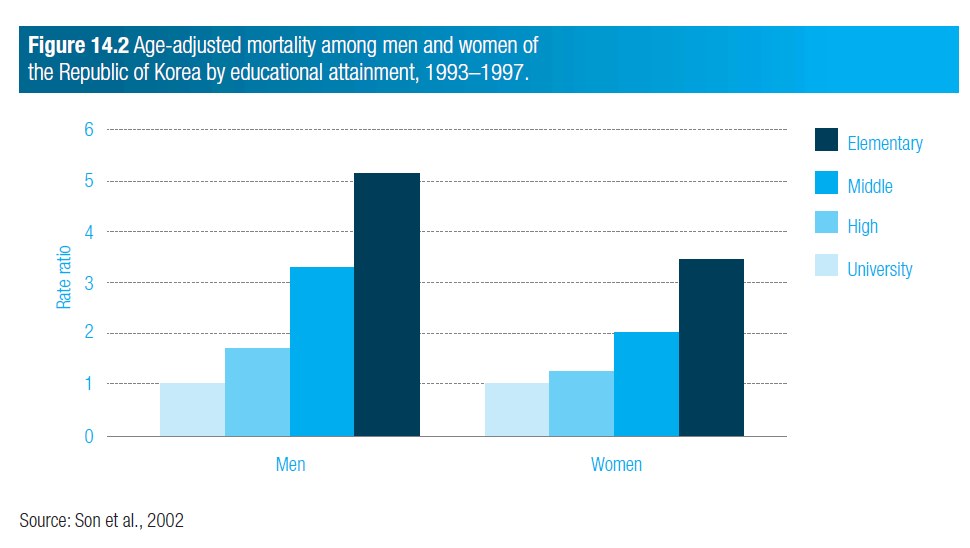 Figure 14.2 Age-adjusted mortality among men and women of
the Republic of Korea by educational attainment, 1993–1997.
6
5
4
3
2
1
0
Rate ratio
Men
Women
Elementary
Middle
High
University
Source: Son et al., 2002